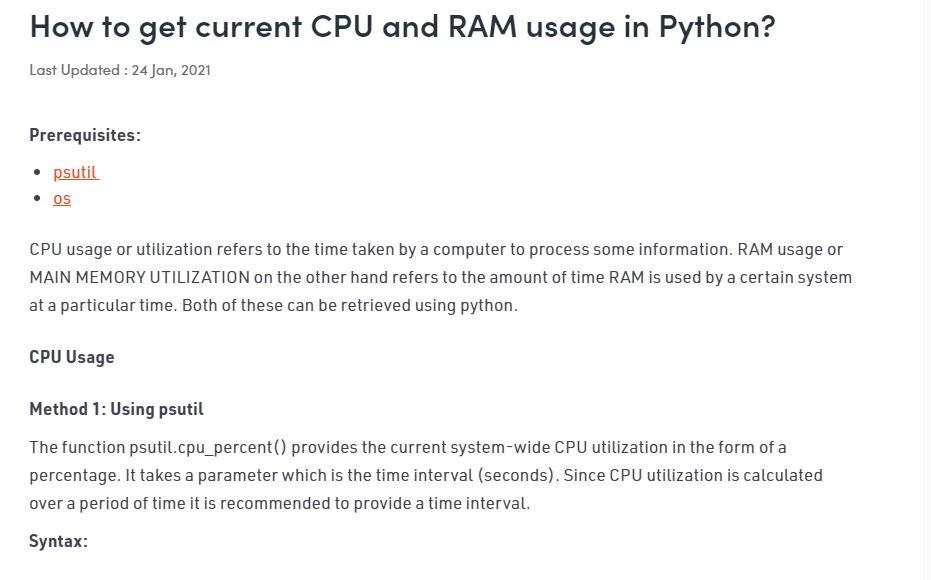 How to get current CPU and RAM usage in Python?
Last Updated : 24 Jan, 2021
Prerequisites:
psutil
os
CPU usage or utilization refers to the time taken by a computer to process some information. RAM usage or
MAIN MEMORY UTILIZATION on the other hand refers to the amount of time RAM is used by a certain system
at a particular time. Both of these can be retrieved using python.
CPU Usage
Method 1: Using psutil
The function psutil.cpu_percent() provides the current system-wide CPU utilization in the form of a
percentage. It takes a parameter which is the time interval (seconds). Since CPU utilization is calculated
over a period of time it is recommended to provide a time interval.
Syntax: